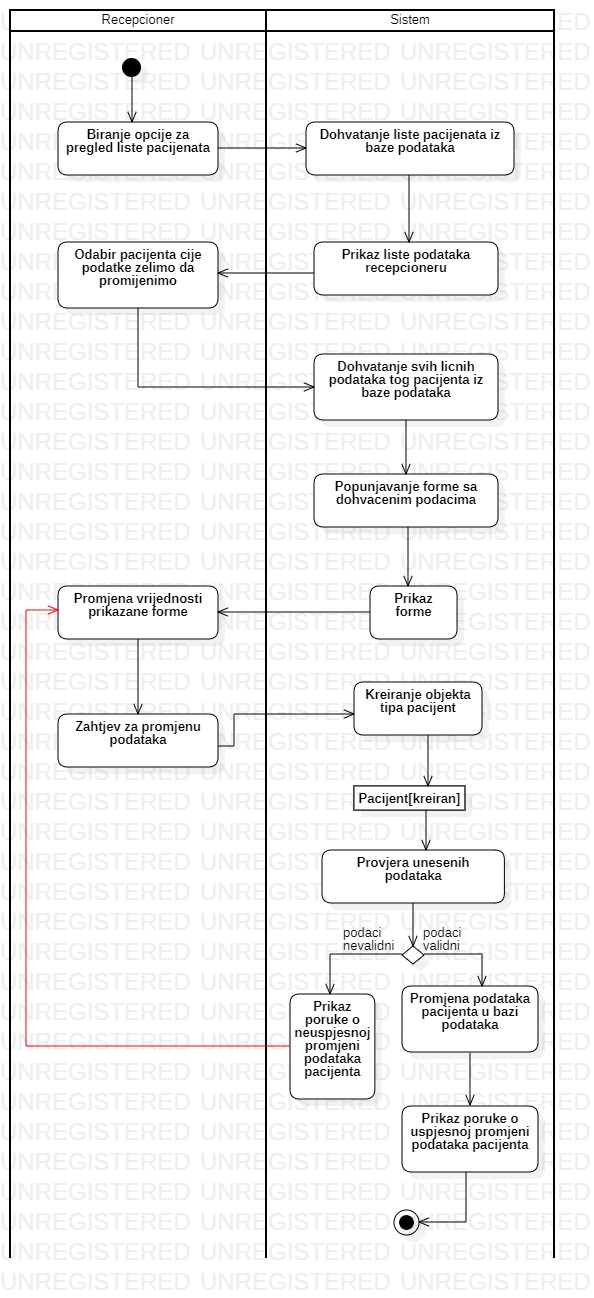 Recepcioner
Sistem
Biranje opcije za
pregled liste pacijenata
Dohvatanje liste pacijenata iz
baze podataka
Odabir pacijenta cije
podatke zelimo da
promijenimo
Prikaz liste podataka
recepcioneru
Dohvatanje svih licnih
podataka tog pacijenta iz
baze podataka
Popunjavanje forme sa
dohvacenim podacima
Promjena vrijednosti
prikazane forme
Prikaz
forme
Zahtjev za promjenu
podataka
Kreiranje objekta
tipa pacijent
Pacijent[kreiran]
Provjera unesenih
podataka
podaci
nevalidni
podaci
validni
Prikaz
poruke o
neuspjesnoj
promjeni
podataka
pacijenta
Promjena podataka
pacijenta u bazi
podataka
Prikaz poruke o
uspjesnoj promjeni
podataka pacijenta
UNREGISTERED